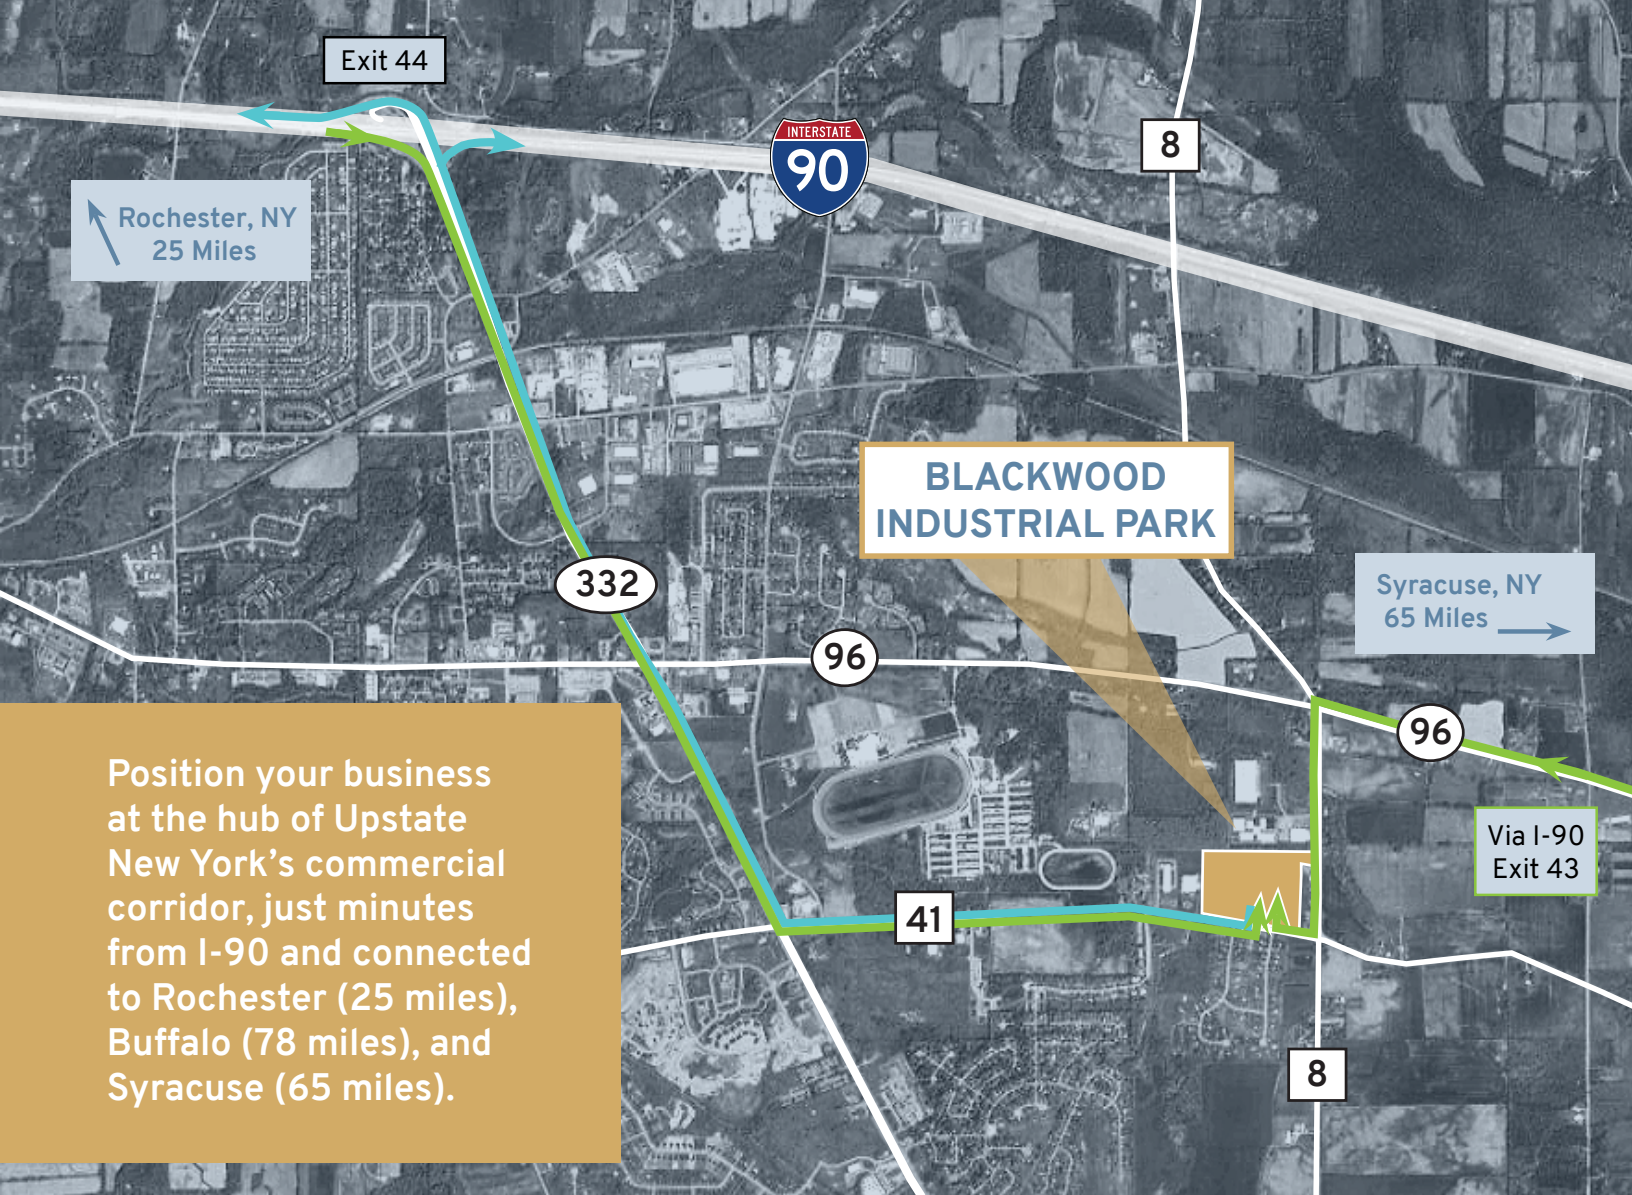 Exit 44
INTERSTATE
90
8
Rochester, NY
25 Miles
BLACKWOOD
INDUSTRIAL PARK
332
Syracuse, NY
65 Miles
96
96
Position your business
at the hub of Upstate
New York’s commercial
corridor, just minutes
from I-90 and connected
to Rochester (25 miles),
Buffalo (78 miles), and
Syracuse (65 miles).
Via I-90
Exit 43
41
8